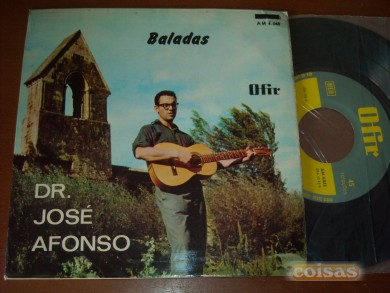 Baladas
Ofir
DR.
JOSÉ
AFONSO
Ofir
coisas